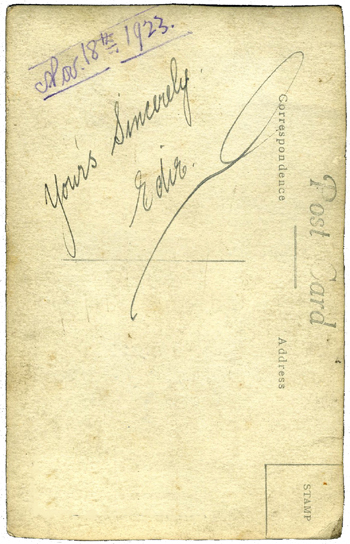 Nov. 18th 1923.
Yours Sincerely.
Edie.
Post Card
Correspondence
Address
STAMP